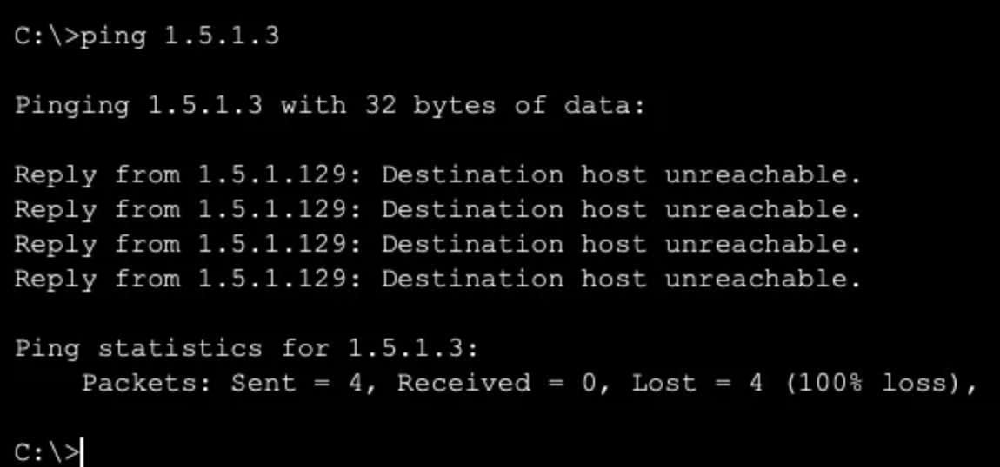 C:\>ping 1.5.1.3
Pinging 1.5.1.3 with 32 bytes of data:
Reply from 1.5.1.129: Destination host unreachable.
Reply from 1.5.1.129: Destination host unreachable.
Reply from 1.5.1.129: Destination host unreachable.
Reply from 1.5.1.129: Destination host unreachable.
Ping statistics for 1.5.1.3:
    Packets: Sent = 4, Received = 0, Lost = 4 (100% loss),
C:\>